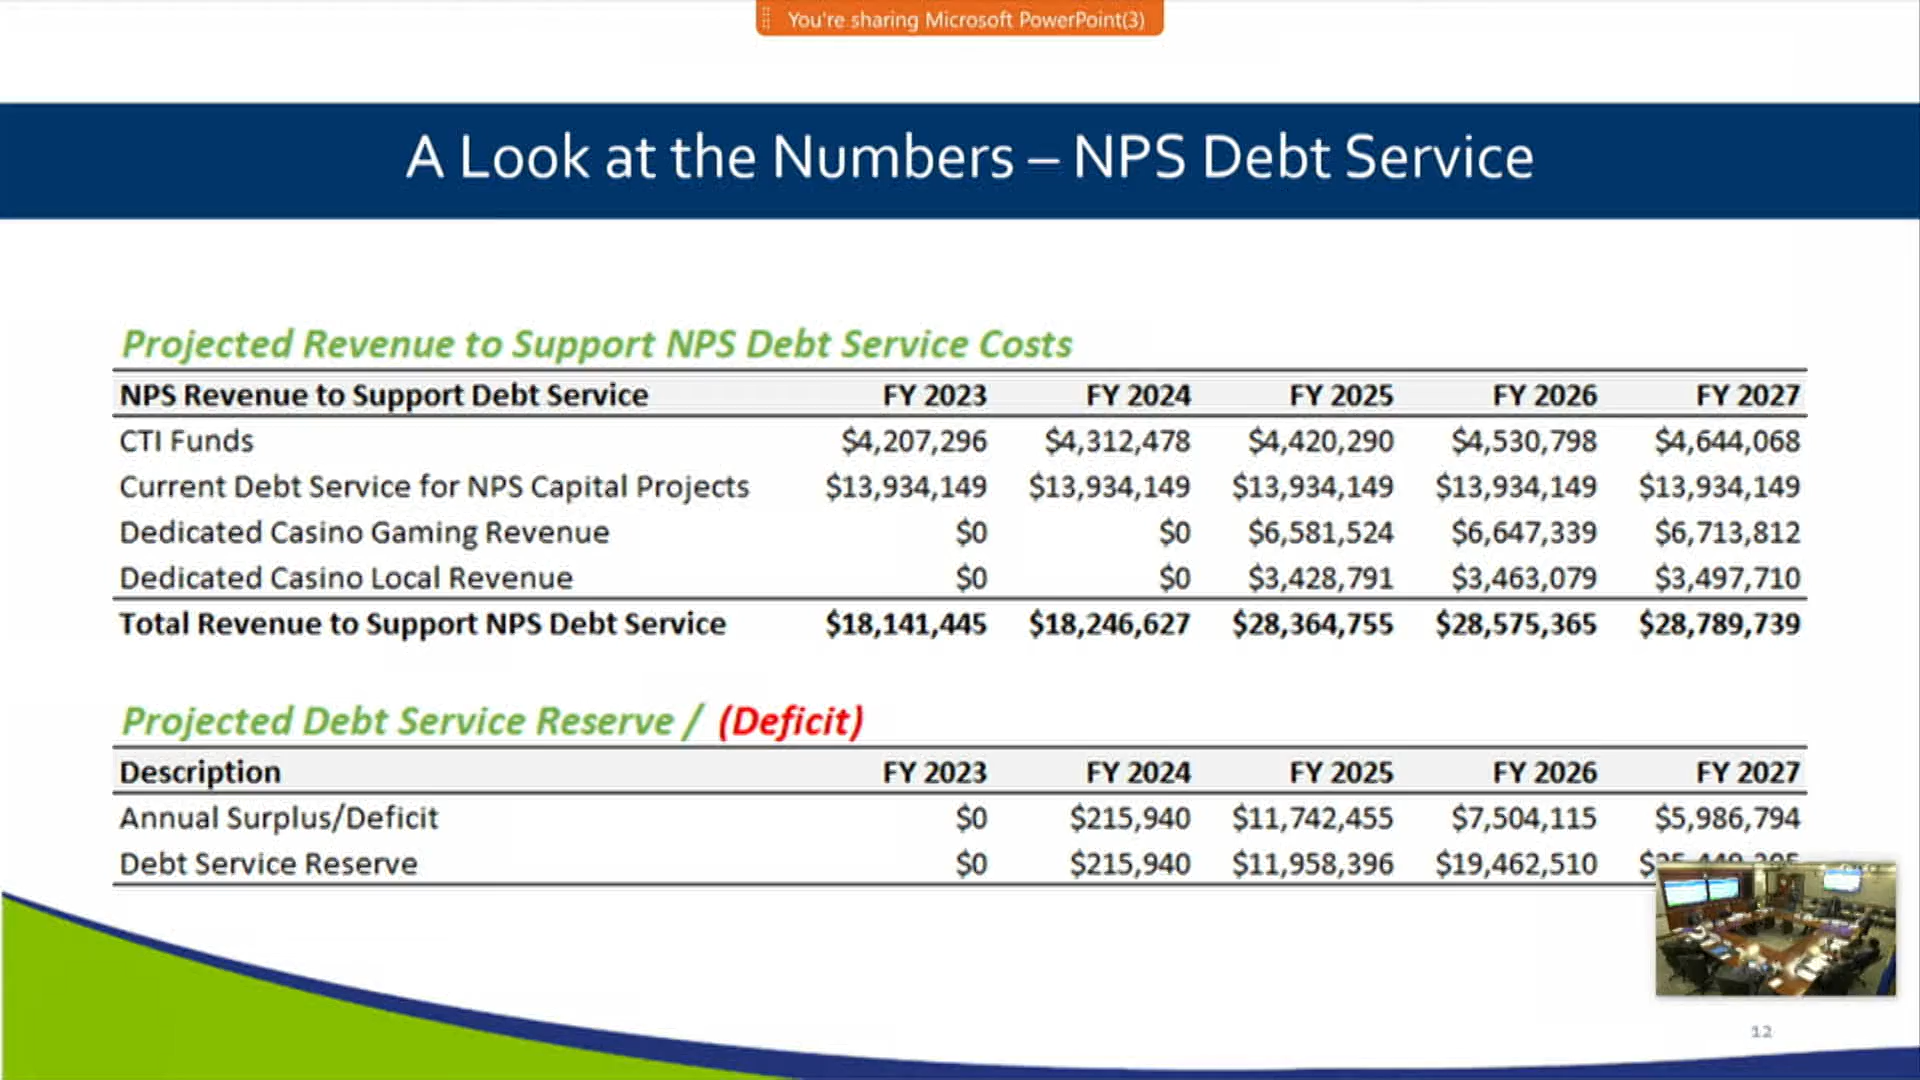 You're sharing Microsoft PowerPoint(3)
A Look at the Numbers – NPS Debt Service
Projected Revenue to Support NPS Debt Service Costs
NPS Revenue to Support Debt Service FY 2023 FY 2024 FY 2025 FY 2026 FY 2027
CTI Funds $4,207,296 $4,312,478 $4,420,290 $4,530,798 $4,644,068
Current Debt Service for NPS Capital Projects $13,934,149 $13,934,149 $13,934,149 $13,934,149 $13,934,149
Dedicated Casino Gaming Revenue $0 $0 $6,581,524 $6,647,339 $6,713,812
Dedicated Casino Local Revenue $0 $0 $3,428,791 $3,463,079 $3,497,710
Total Revenue to Support NPS Debt Service $18,141,445 $18,246,627 $28,364,755 $28,575,365 $28,789,739
Projected Debt Service Reserve / (Deficit)
Description FY 2023 FY 2024 FY 2025 FY 2026 FY 2027
Annual Surplus/Deficit $0 $215,940 $11,742,455 $7,504,115 $5,986,794
Debt Service Reserve $0 $215,940 $11,958,396 $19,462,510
12